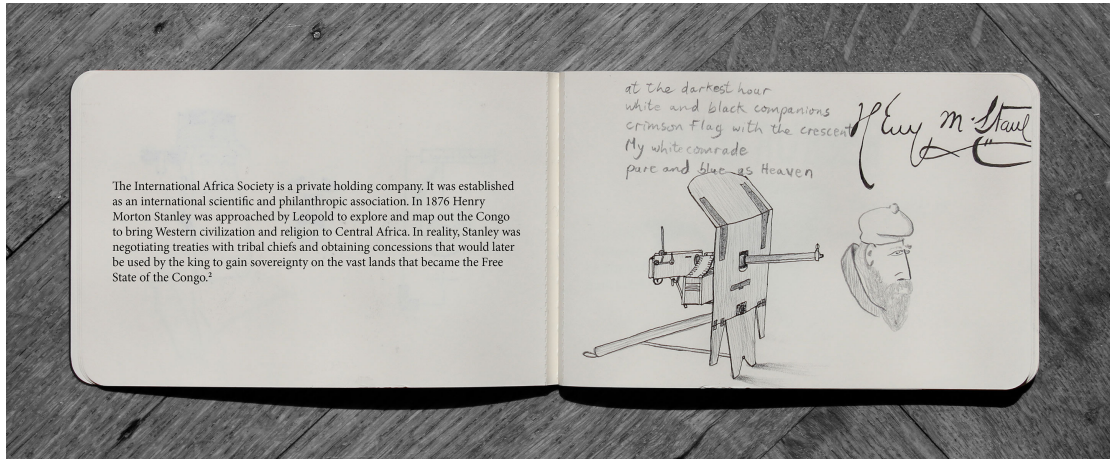 The International Africa Society is a private holding company. It was established
as an international scientific and philanthropic association. In 1876 Henry
Morton Stanley was approached by Leopold to explore and map out the Congo
to bring Western civilization and religion to Central Africa. In reality, Stanley was
negotiating treaties with tribal chiefs and obtaining concessions that would later
be used by the king to gain sovereignty on the vast lands that became the Free
State of the Congo.²
at the darkest hour
white and black companions
crimson Flag with the crescent
My white comrade
pure and blue as Heaven
Henry M. Stanl